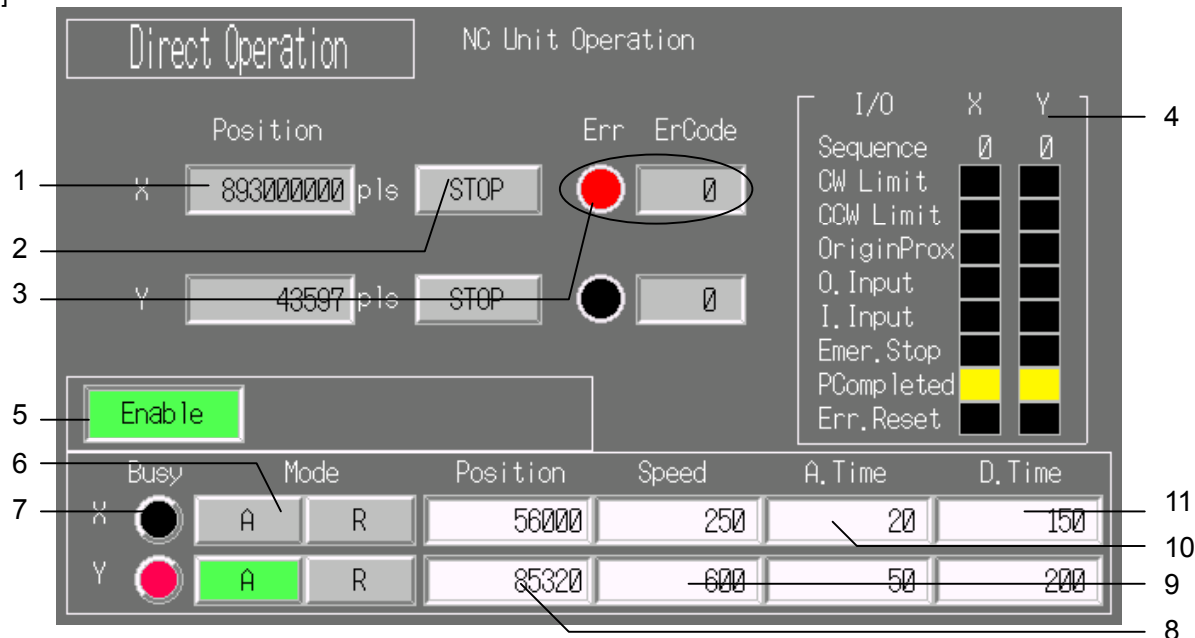 ]
Direct Operation NC Unit Operation
I/O X Y 4
Position Err ErCode
Sequence 0 0
1 X 893000000 pls STOP 0
CW Limit
CCW Limit
2
OriginProx
3 Y 43597 pls STOP 0
O.Input
I.Input
Emer.Stop
PCompleted
5 Enable
Err.Reset
6 Busy Mode Position Speed A.Time D.Time
7 X A R 56000 250 20 150 11
10
Y A R 85320 600 50 200 9
8